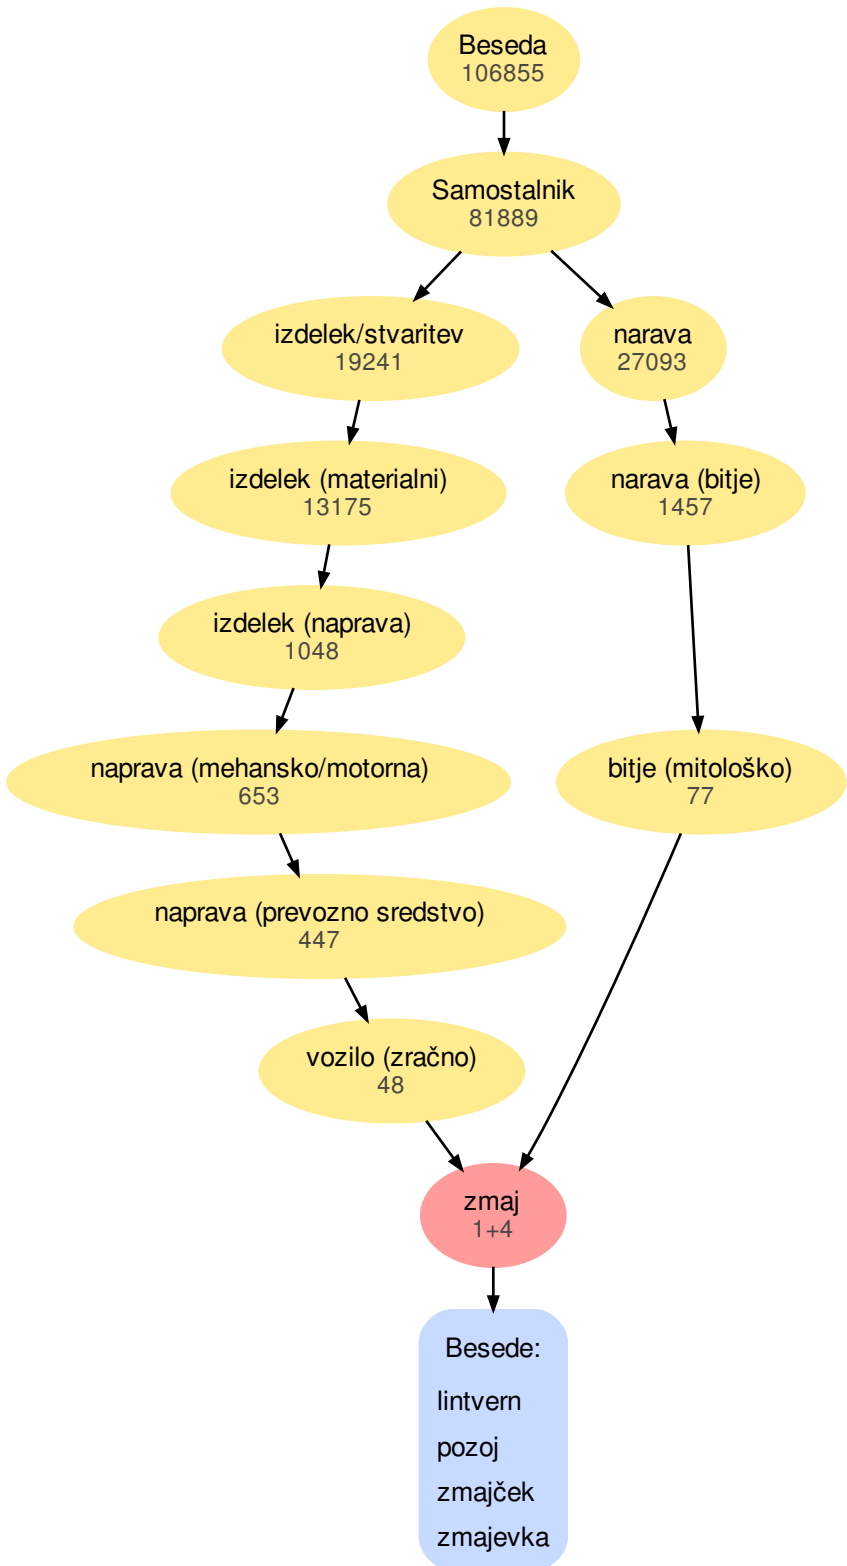 Beseda
106855
Samostalnik
81889
izdelek/stvaritev
19241
narava
27093
izdelek (materialni)
13175
narava (bitje)
1457
izdelek (naprava)
1048
naprava (mehansko/motorna)
653
bitje (mitološko)
77
naprava (prevozno sredstvo)
447
vozilo (zračno)
48
zmaj
1+4
Besede:
lintvern
pozoj
zmajček
zmajevka